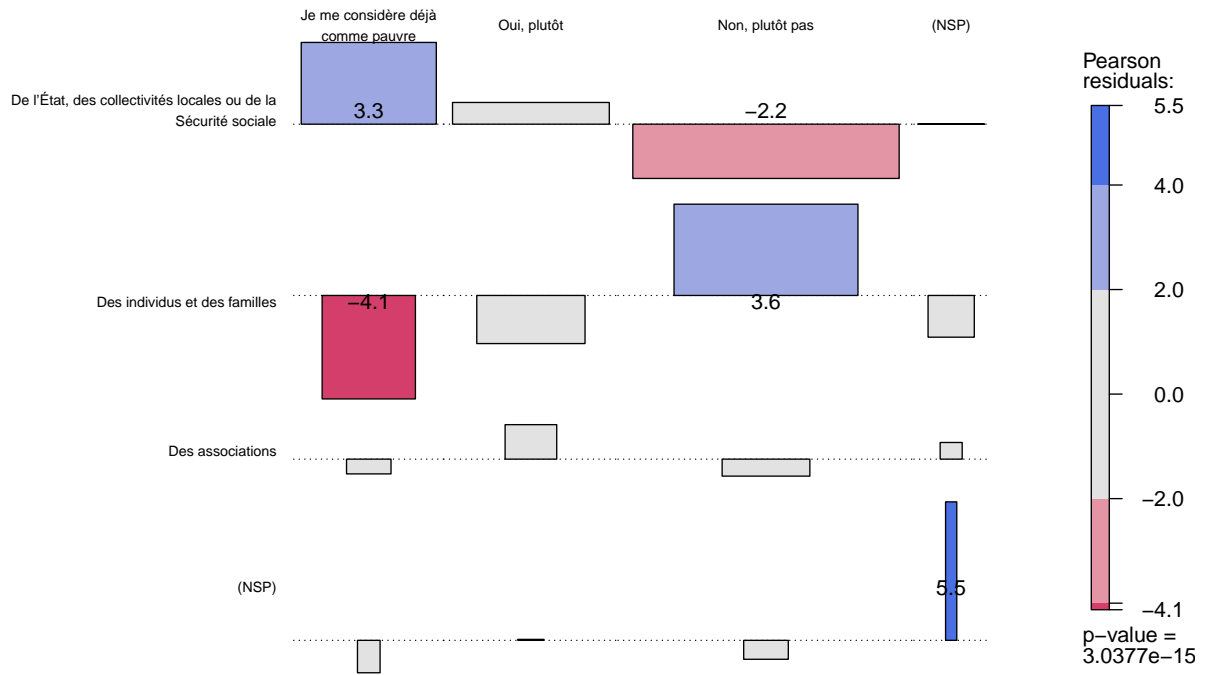 Je me considère déjà
comme pauvre
Oui, plutôt
Non, plutôt pas
(NSP)
De l'État, des collectivités locales ou de la
Sécurité sociale
3.3
−2.2
Des individus et des familles
−4.1
3.6
Des associations
(NSP)
5.5
Pearson
residuals:
5.5
4.0
2.0
0.0
−2.0
−4.1
p−value =
3.0377e−15